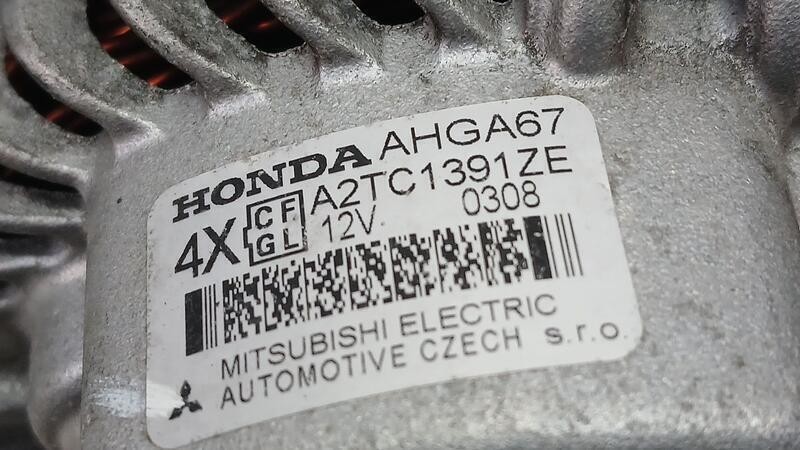 HONDA AHGA67
4X CF GL A2TC1391ZE
12V 0308
MITSUBISHI ELECTRIC
AUTOMOTIVE CZECH s.r.o.